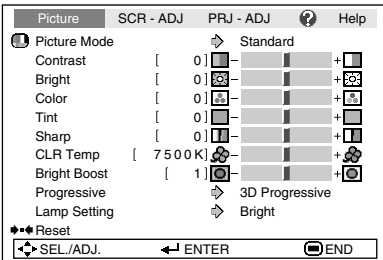 Picture SCR - ADJ PRJ - ADJ ? Help
Picture Mode Standard
Contrast [ 0] - +
Bright [ 0] - +
Color [ 0] - +
Tint [ 0] - +
Sharp [ 0] - +
CLR Temp [ 7500K] - +
Bright Boost [ 1] - +
Progressive 3D Progressive
Lamp Setting Bright
Reset
SEL./ADJ. ENTER END